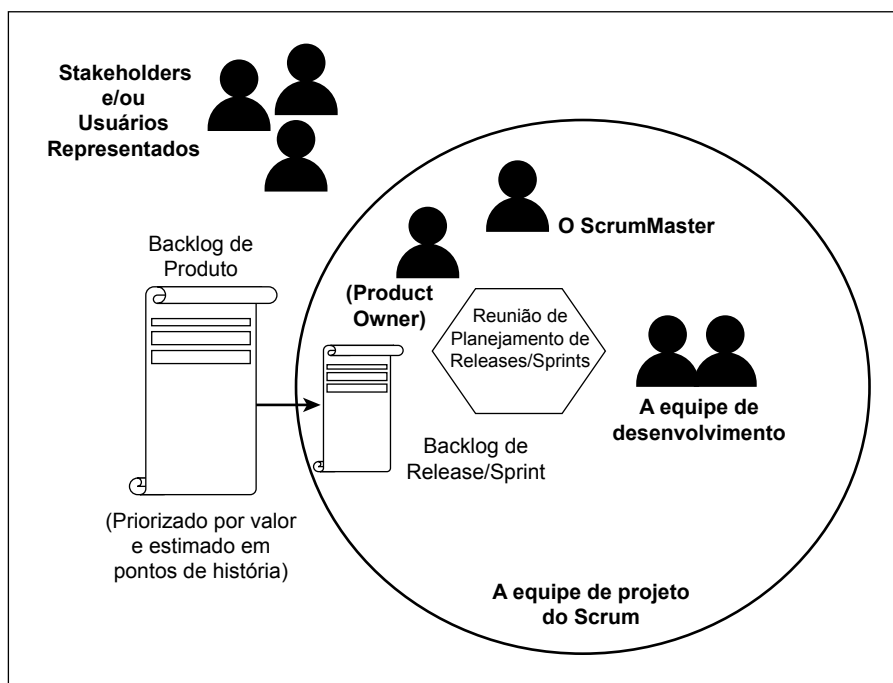 Stakeholders
e/ou
Usuários
Representados
O ScrumMaster
Backlog de
Produto
(Product
Owner)
Reunião de
Planejamento de
Releases/Sprints
A equipe de
desenvolvimento
Backlog de
Release/Sprint
(Priorizado por valor
e estimado em
pontos de história)
A equipe de projeto
do Scrum